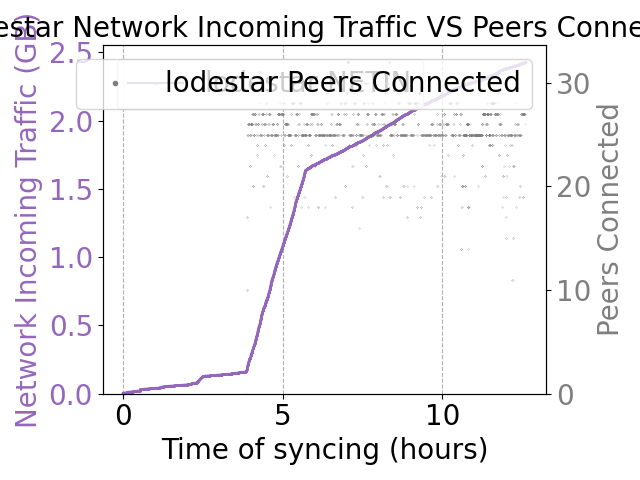 estar Network Incoming Traffic VS Peers Conne
Network Incoming Traffic (GB)
2.5
2.0
1.5
1.0
0.5
0.0
lodestar NETIN
lodestar Peers Connected
30
20
10
0
Peers Connected
0 5 10
Time of syncing (hours)